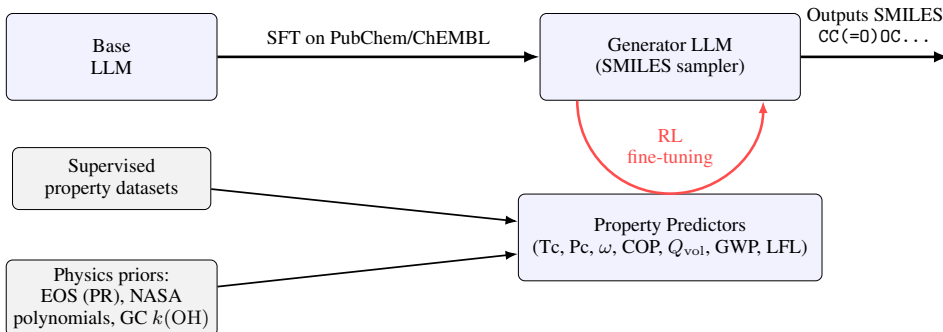 Base
LLM
SFT on PubChem/ChEMBL
Generator LLM
(SMILES sampler)
Outputs SMILES
CC(=O)OC...
RL
fine-tuning
Supervised
property datasets
Property Predictors
(Tc, Pc, ω, COP, Qvol, GWP, LFL)
Physics priors:
EOS (PR), NASA
polynomials, GC k(OH)